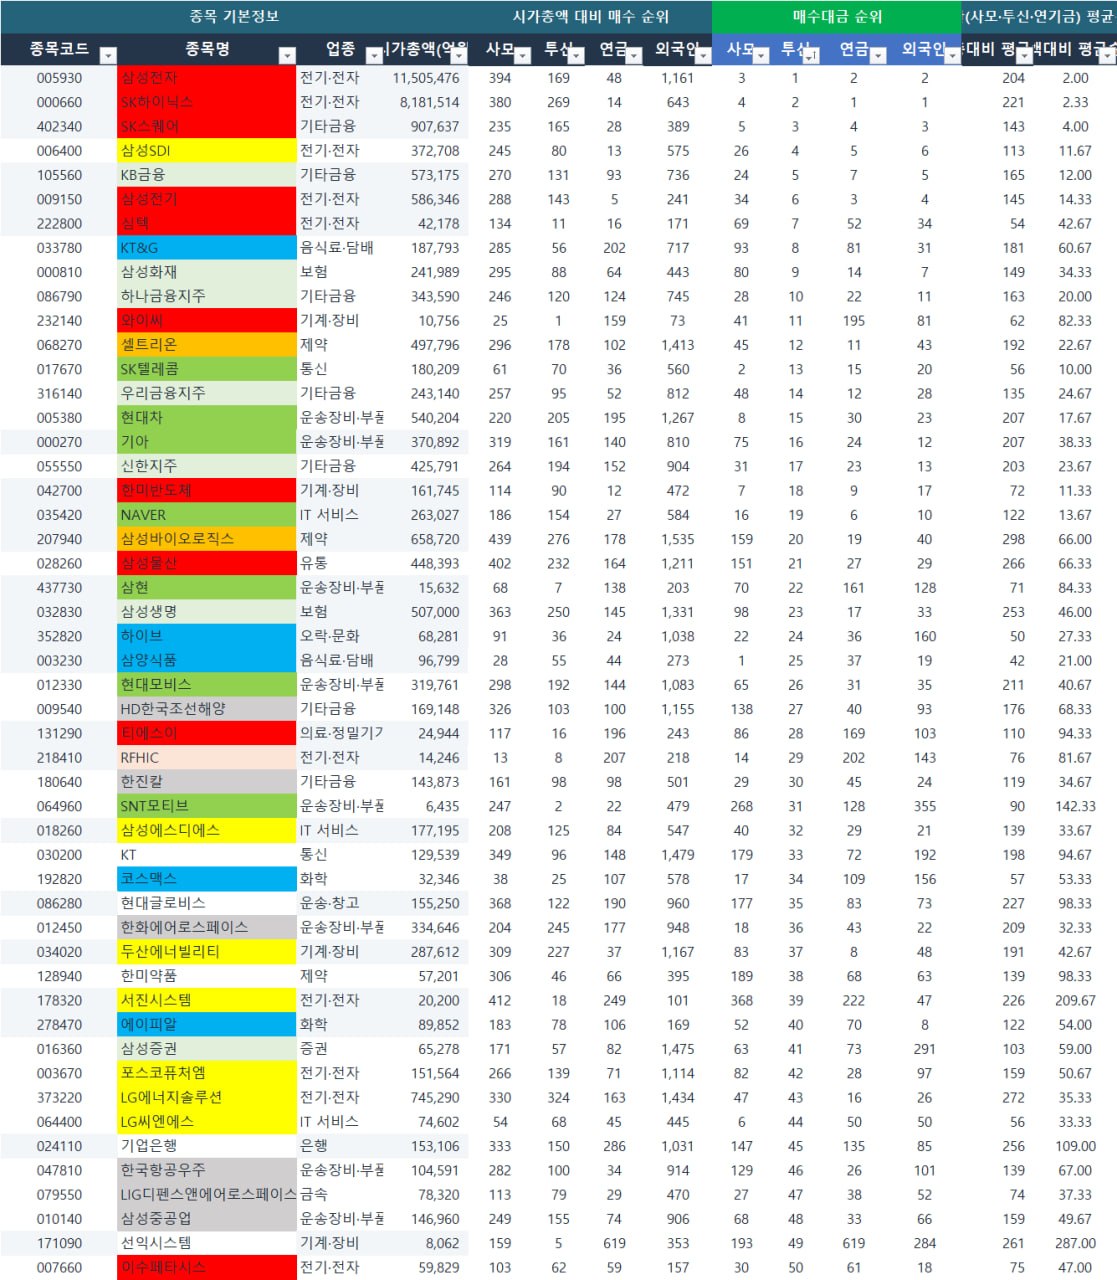 종목 기본정보 시가총액 대비 매수 순위 매수대금 순위 (사모·투신·연기금) 평균
종목코드 종목명 업종 시가총액(억원 사모 투신 연금 외국인 사모 투신 연금 외국인 총대비 평균 액대비 평균
005930 삼성전자 전기·전자 11,505,476 394 169 48 1,161 3 1 2 2 204 2.00
000660 SK하이닉스 전기·전자 8,181,514 380 269 14 643 4 2 1 1 221 2.33
402340 SK스퀘어 기타금융 907,637 235 165 28 389 5 3 4 3 143 4.00
006400 삼성SDI 전기·전자 372,708 245 80 13 575 26 4 5 6 113 11.67
105560 KB금융 기타금융 573,175 270 131 93 736 24 5 7 5 165 12.00
009150 삼성전기 전기·전자 586,346 288 143 5 241 34 6 3 4 145 14.33
222800 심텍 전기·전자 42,178 134 11 16 171 69 7 52 34 54 42.67
033780 KT&G 음식료·담배 187,793 285 56 202 717 93 8 81 31 181 60.67
000810 삼성화재 보험 241,989 295 88 64 443 80 9 14 7 149 34.33
086790 하나금융지주 기타금융 343,590 246 120 124 745 28 10 22 11 163 20.00
232140 와이씨 기계·장비 10,756 25 1 159 73 41 11 195 81 62 82.33
068270 셀트리온 제약 497,796 296 178 102 1,413 45 12 11 43 192 22.67
017670 SK텔레콤 통신 180,209 61 70 36 560 2 13 15 20 56 10.00
316140 우리금융지주 기타금융 243,140 257 95 52 812 48 14 12 28 135 24.67
005380 현대차 운송장비·부품 540,204 220 205 195 1,267 8 15 30 23 207 17.67
000270 기아 운송장비·부품 370,892 319 161 140 810 75 16 24 12 207 38.33
055550 신한지주 기타금융 425,791 264 194 152 904 31 17 23 13 203 23.67
042700 한미반도체 기계·장비 161,745 114 90 12 472 7 18 9 17 72 11.33
035420 NAVER IT 서비스 263,027 186 154 27 584 16 19 6 10 122 13.67
207940 삼성바이오로직스 제약 658,720 439 276 178 1,535 159 20 19 40 298 66.00
028260 삼성물산 유통 448,393 402 232 164 1,211 151 21 27 29 266 66.33
437730 삼현 운송장비·부품 15,632 68 7 138 203 70 22 161 128 71 84.33
032830 삼성생명 보험 507,000 363 250 145 1,331 98 23 17 33 253 46.00
352820 하이브 오락·문화 68,281 91 36 24 1,038 22 24 36 160 50 27.33
003230 삼양식품 음식료·담배 96,799 28 55 44 273 1 25 37 19 42 21.00
012330 현대모비스 운송장비·부품 319,761 298 192 144 1,083 65 26 31 35 211 40.67
009540 HD한국조선해양 기타금융 169,148 326 103 100 1,155 138 27 40 93 176 68.33
131290 티에스이 의료·정밀기기 24,944 117 16 196 243 86 28 169 103 110 94.33
218410 RFHIC 전기·전자 14,246 13 8 207 218 14 29 202 143 76 81.67
180640 한진칼 기타금융 143,873 161 98 98 501 29 30 45 24 119 34.67
064960 SNT모티브 운송장비·부품 6,435 247 2 22 479 268 31 128 355 90 142.33
018260 삼성에스디에스 IT 서비스 177,195 208 125 84 547 40 32 29 21 139 33.67
030200 KT 통신 129,539 349 96 148 1,479 179 33 72 192 198 94.67
192820 코스맥스 화학 32,346 38 25 107 578 17 34 109 156 57 53.33
086280 현대글로비스 운송·창고 155,250 368 122 190 960 177 35 83 73 227 98.33
012450 한화에어로스페이스 운송장비·부품 334,646 204 245 177 948 18 36 43 22 209 32.33
034020 두산에너빌리티 기계·장비 287,612 309 227 37 1,167 83 37 8 48 191 42.67
128940 한미약품 제약 57,201 306 46 66 395 189 38 68 63 139 98.33
178320 서진시스템 전기·전자 20,200 412 18 249 101 368 39 222 47 226 209.67
278470 에이피알 화학 89,852 183 78 106 169 52 40 70 8 122 54.00
016360 삼성증권 증권 65,278 171 57 82 1,475 63 41 73 291 103 59.00
003670 포스코퓨처엠 전기·전자 151,564 266 139 71 1,114 82 42 28 97 159 50.67
373220 LG에너지솔루션 전기·전자 745,290 330 324 163 1,434 47 43 16 26 272 35.33
064400 LG씨엔에스 IT 서비스 74,602 54 68 45 445 6 44 50 50 56 33.33
024110 기업은행 은행 153,106 333 150 286 1,031 147 45 135 85 256 109.00
047810 한국항공우주 운송장비·부품 104,591 282 100 34 914 129 46 26 101 139 67.00
079550 LIG디펜스앤에어로스페이스 금속 78,320 113 79 29 470 27 47 38 52 74 37.33
010140 삼성중공업 운송장비·부품 146,960 249 155 74 906 68 48 33 66 159 49.67
171090 선익시스템 기계·장비 8,062 159 5 619 353 193 49 619 284 261 287.00
007660 이수페타시스 전기·전자 59,829 103 62 59 157 30 50 61 18 75 47.00